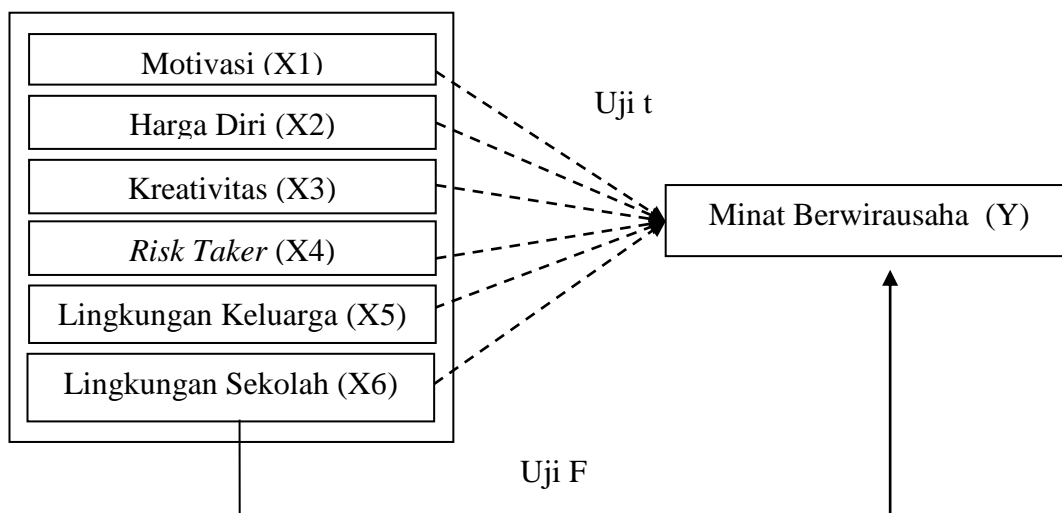 Motivasi (X1)
Uji t
Harga Diri (X2)
Kreativitas (X3)
Minat Berwirausaha (Y)
Risk Taker (X4)
Lingkungan Keluarga (X5)
Lingkungan Sekolah (X6)
Uji F